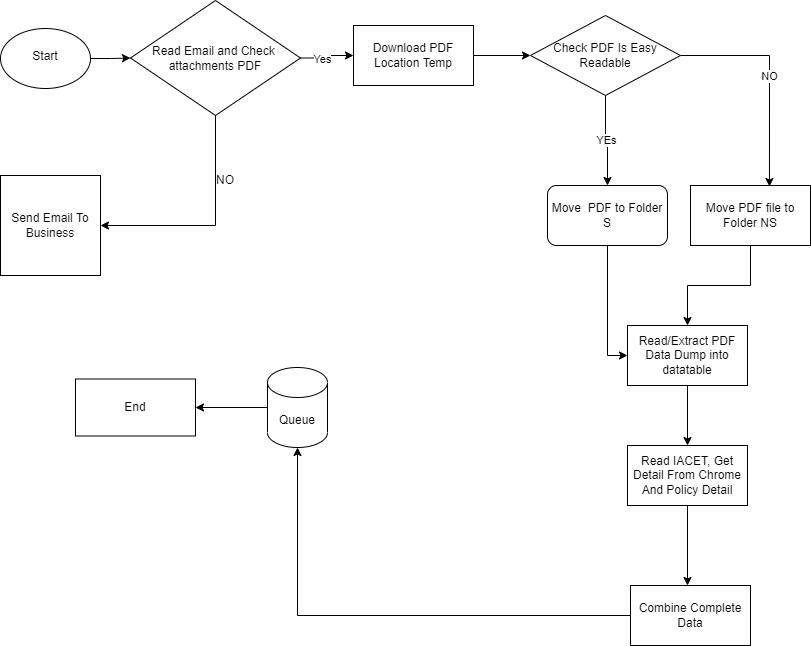 Start
Read Email and Check
attachments PDF
Yes
Download PDF
Location Temp
Check PDF Is Easy
Readable
NO
YEs
NO
Send Email To
Business
Move  PDF to Folder
S
Move PDF file to
Folder NS
Read/Extract PDF
Data Dump into
datatable
End
Queue
Read IACET, Get
Detail From Chrome
And Policy Detail
Combine Complete
Data